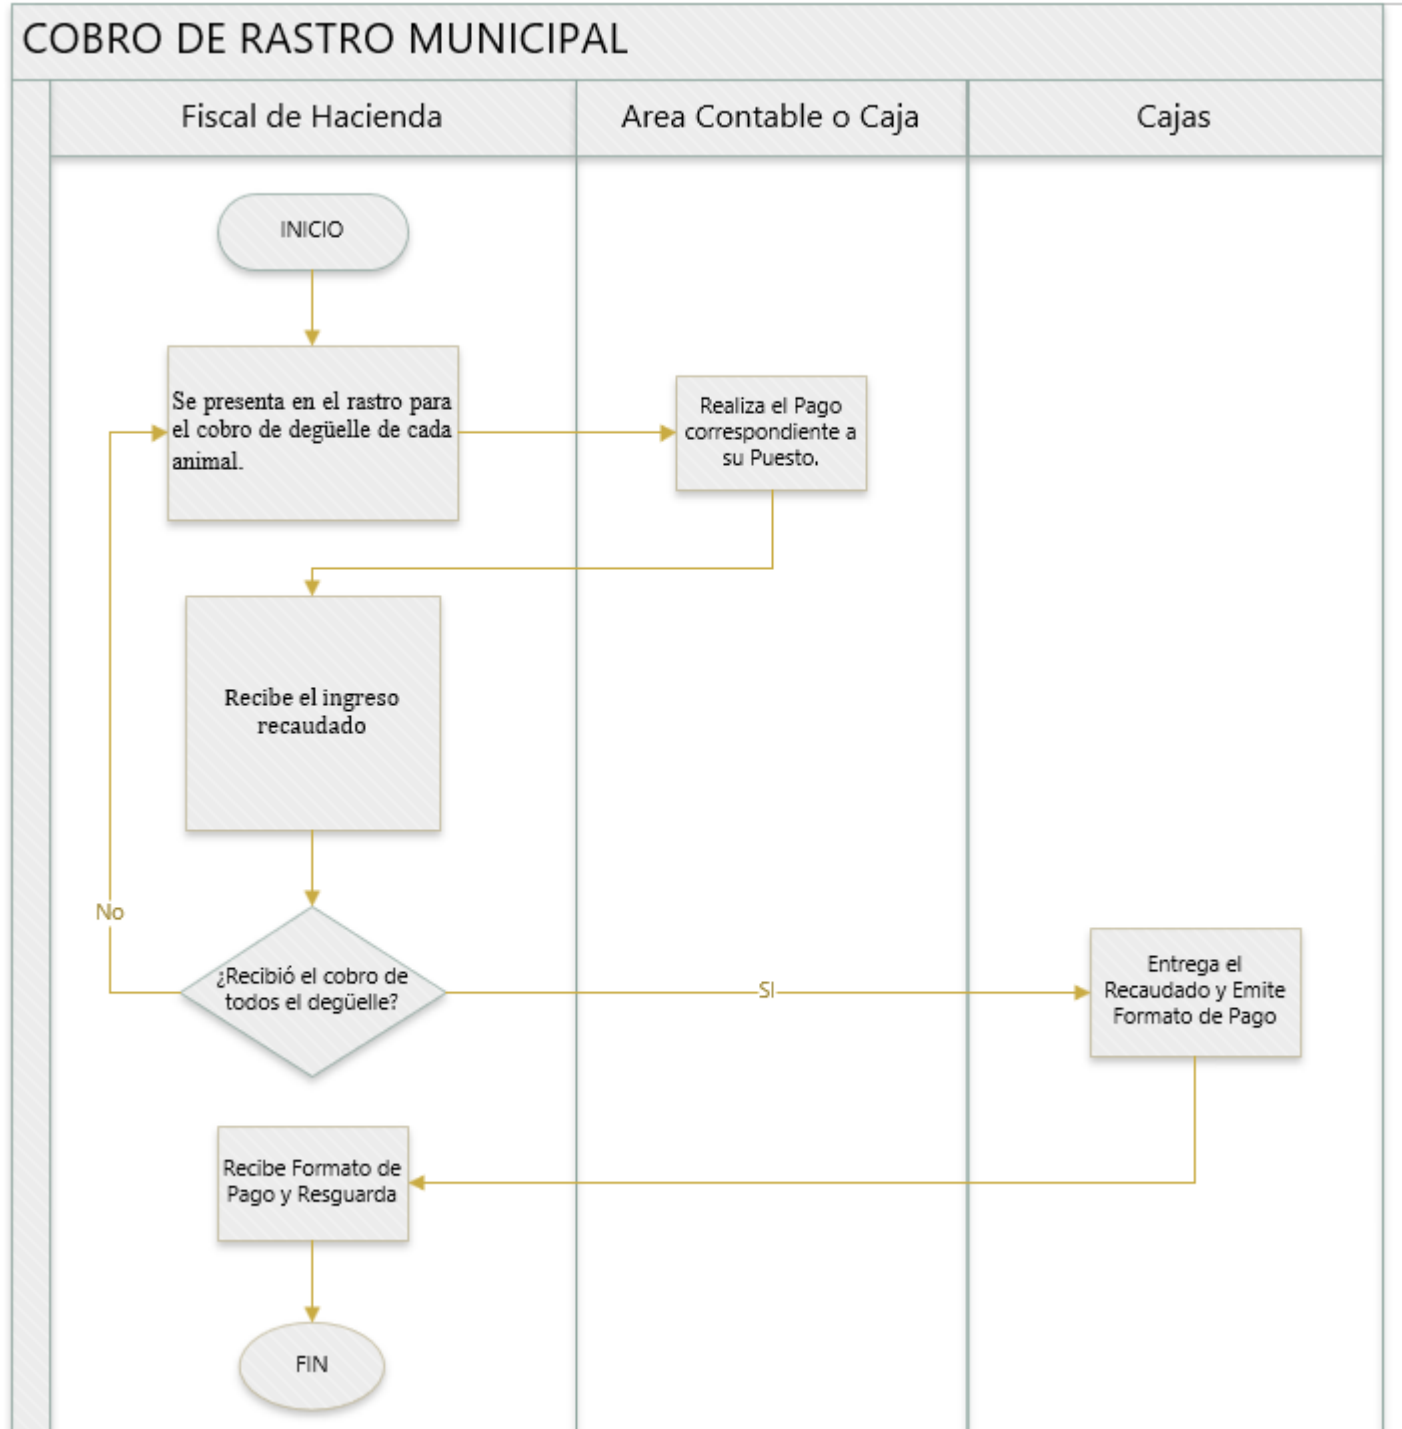 COBRO DE RASTRO MUNICIPAL
Fiscal de Hacienda
Area Contable o Caja
Cajas
INICIO
Se presenta en el rastro para
el cobro de degüelle de cada
animal.
Realiza el Pago
correspondiente a
su Puesto.
Recibe el ingreso
recaudado
No
¿Recibió el cobro de
todos el degüelle?
SI
Entrega el
Recaudado y Emite
Formato de Pago
Recibe Formato de
Pago y Resguarda
FIN